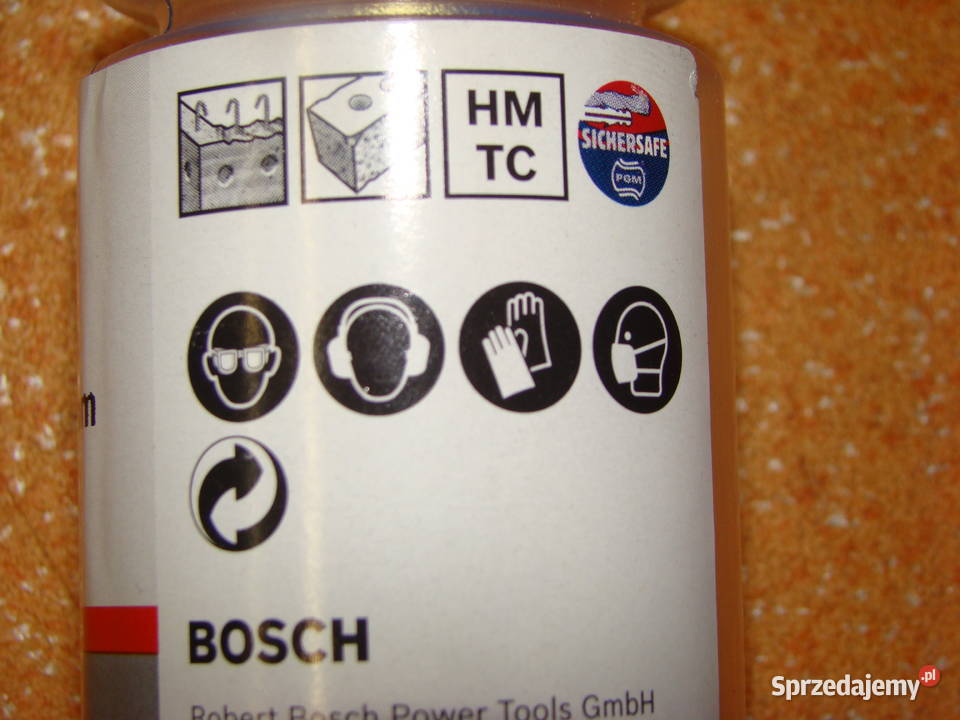 HM
TC
SICHERSAFE
PGM
m
BOSCH
Robert Bosch Power Tools GmbH
Sprzedajemy.pl